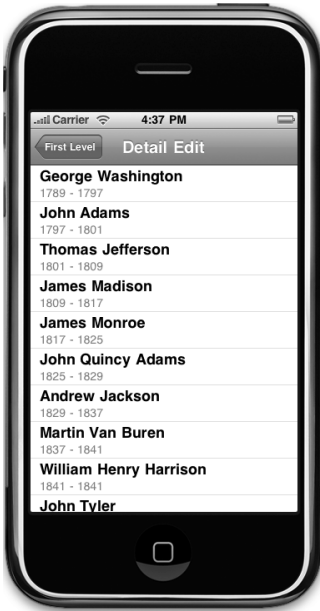 Carrier 4:37 PM
First Level Detail Edit
George Washington
1789 - 1797
John Adams
1797 - 1801
Thomas Jefferson
1801 - 1809
James Madison
1809 - 1817
James Monroe
1817 - 1825
John Quincy Adams
1825 - 1829
Andrew Jackson
1829 - 1837
Martin Van Buren
1837 - 1841
William Henry Harrison
1841 - 1841
John Tyler